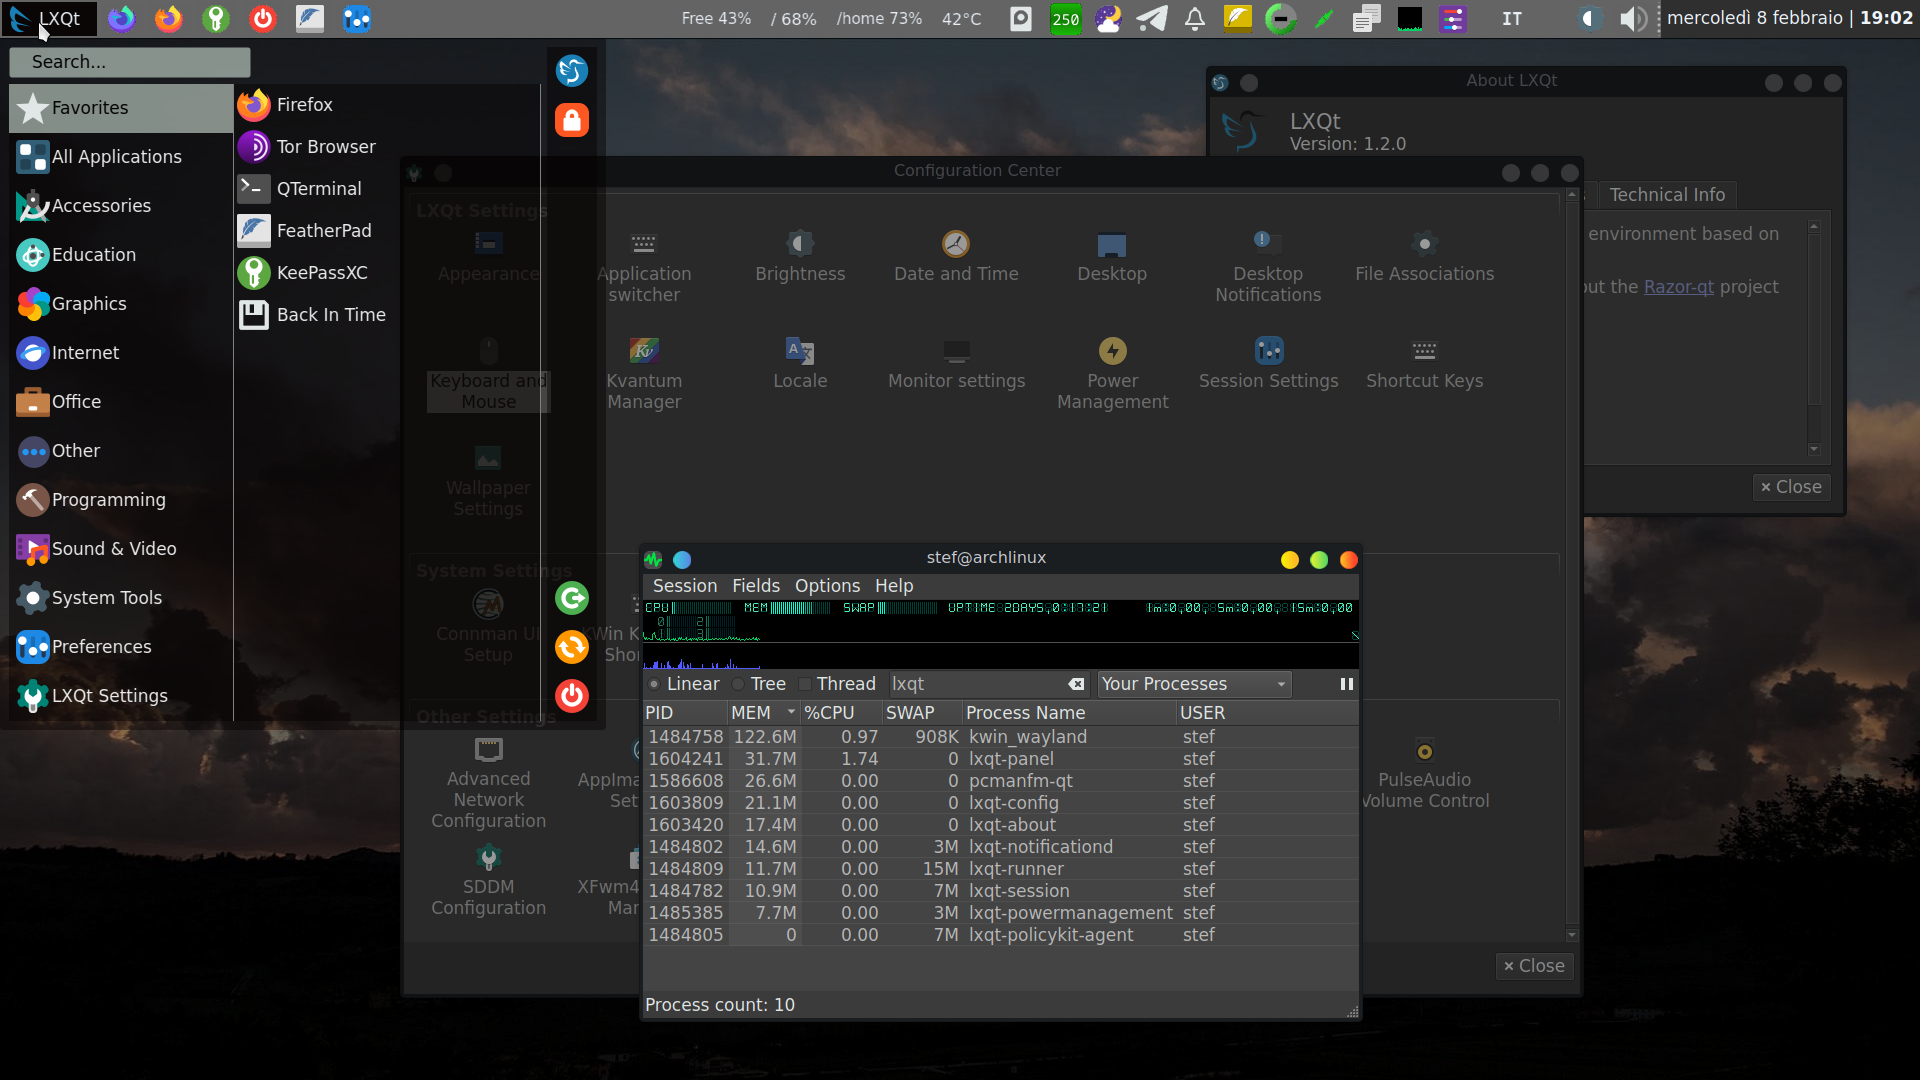 LXQt
Free 43% / 68% /home 73% 42°C
250
IT
mercoledì 8 febbraio | 19:02
Search...
Favorites
All Applications
Accessories
Education
Graphics
Internet
Office
Other
Programming
Sound & Video
System Tools
Preferences
LXQt Settings
Firefox
Tor Browser
QTerminal
FeatherPad
KeePassXC
Back In Time
About LXQt
LXQt
Version: 1.2.0
Technical Info
environment based on
out the Razor-qt project
× Close
Configuration Center
LXQt Settings
Appearance
Application
switcher
Brightness
Date and Time
Desktop
Desktop
Notifications
File Associations
Keyboard and
Mouse
Kvantum
Manager
Locale
Monitor settings
Power
Management
Session Settings
Shortcut Keys
Wallpaper
Settings
System Settings
Connman UI
Setup
KWin K
Sho
Other Settings
Advanced
Network
Configuration
AppIma
Set
PulseAudio
Volume Control
SDDM
Configuration
XFwm4
Mar
× Close
stef@archlinux
Session Fields Options Help
CPU MEM SWAP UPTIME 2DAYS,0:17:21 1m:0,00, 5m:0,00, 15m:0,00
0 2
1 3
Linear Tree Thread lxqt Your Processes
PID MEM %CPU SWAP Process Name USER
1484758 122.6M 0.97 908K kwin_wayland stef
1604241 31.7M 1.74 0 lxqt-panel stef
1586608 26.6M 0.00 0 pcmanfm-qt stef
1603809 21.1M 0.00 0 lxqt-config stef
1603420 17.4M 0.00 0 lxqt-about stef
1484802 14.6M 0.00 3M lxqt-notificationd stef
1484809 11.7M 0.00 15M lxqt-runner stef
1484782 10.9M 0.00 7M lxqt-session stef
1485385 7.7M 0.00 3M lxqt-powermanagement stef
1484805 0 0.00 7M lxqt-policykit-agent stef
Process count: 10